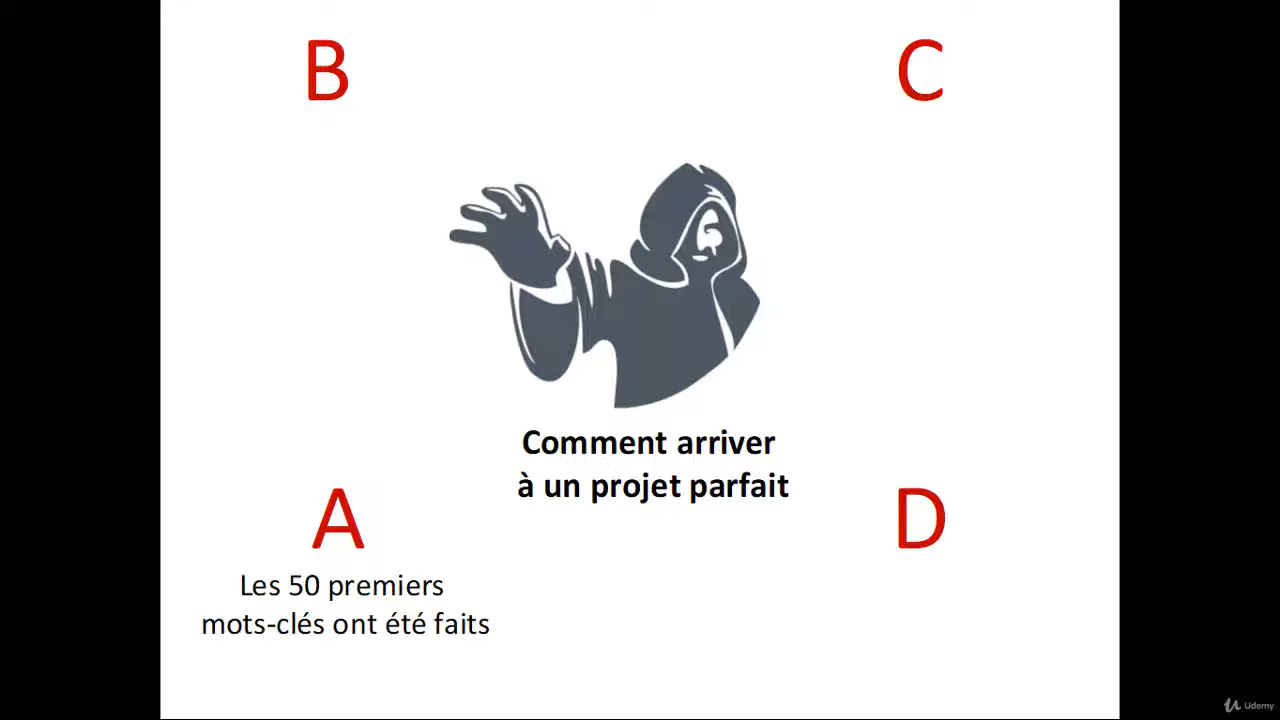 B
C
Comment arriver
à un projet parfait
A
D
Les 50 premiers
mots-clés ont été faits
Udemy